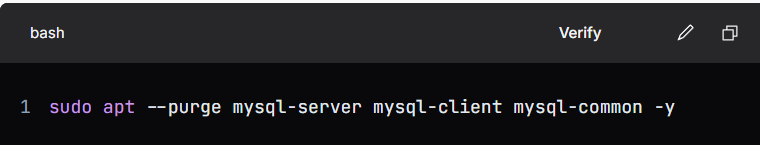 bash Verify
1 sudo apt --purge mysql-server mysql-client mysql-common -y